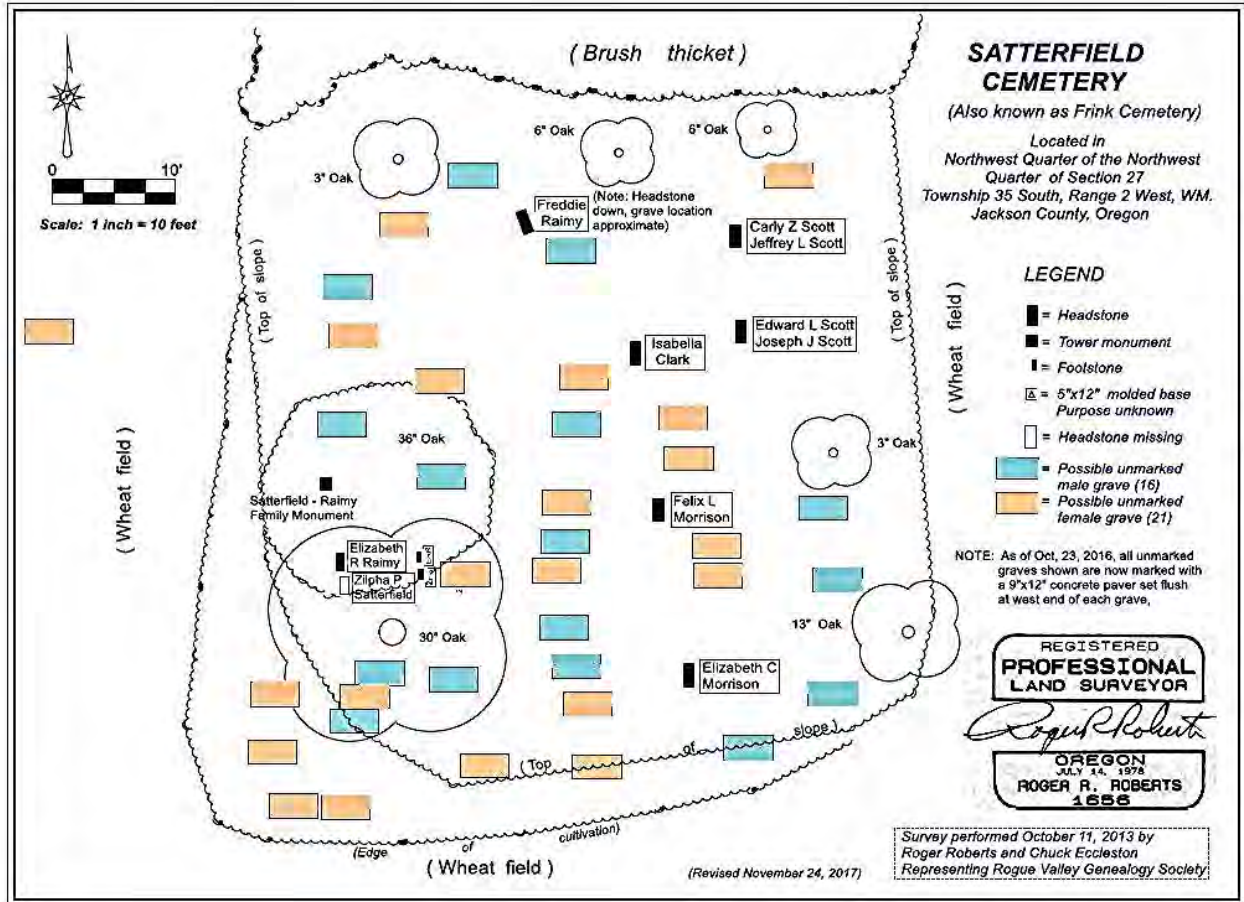 ( Brush thicket )
SATTERFIELD
CEMETERY
(Also known as Frink Cemetery)
Located in
Northwest Quarter of the Northwest
Quarter of Section 27
Township 35 South, Range 2 West, WM.
Jackson County, Oregon
0 10'
Scale: 1 inch = 10 feet
3" Oak
6" Oak
6" Oak
Freddie
Raimy
(Note: Headstone
down, grave location
approximate)
Carly Z Scott
Jeffrey L Scott
(Top of slope)
(Top of slope)
Edward L Scott
Joseph J Scott
Isabella
Clark
( Wheat field )
( Wheat field )
36" Oak
3" Oak
Satterfield - Raimy
Family Monument
Felix L
Morrison
Elizabeth
R Raimy
Zilpha P
Satterfield
30" Oak
13" Oak
Elizabeth C
Morrison
(Top of slope)
(Edge of cultivation)
( Wheat field )
(Revised November 24, 2017)
LEGEND
= Headstone
= Tower monument
= Footstone
= 5"x12" molded base
Purpose unknown
= Headstone missing
= Possible unmarked
male grave (16)
= Possible unmarked
female grave (21)
NOTE: As of Oct, 23, 2016, all unmarked
graves shown are now marked with
a 9"x12" concrete paver set flush
at west end of each grave,
REGISTERED
PROFESSIONAL
LAND SURVEYOR
Roger R Roberts
OREGON
JULY 14, 1978
ROGER R. ROBERTS
1656
Survey performed October 11, 2013 by
Roger Roberts and Chuck Eccleston
Representing Rogue Valley Genealogy Society